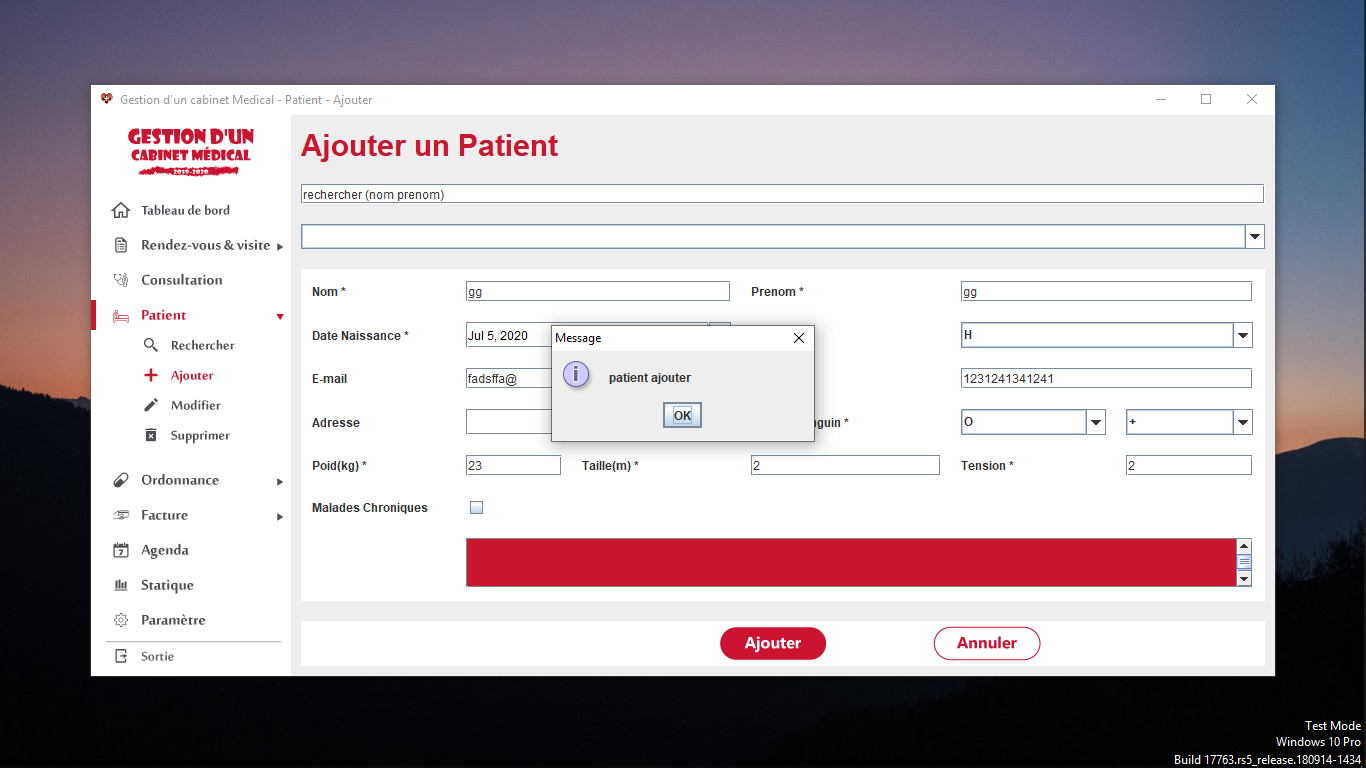 Gestion d'un cabinet Medical - Patient - Ajouter
GESTION D'UN
CABINET MÉDICAL
2019-2020
Tableau de bord
Rendez-vous & visite
Consultation
Patient
Rechercher
Ajouter
Modifier
Supprimer
Ordonnance
Facture
7
Agenda
Statique
Paramètre
Sortie
Ajouter un Patient
rechercher (nom prenom)
Nom * gg Prenom * gg
Date Naissance * Jul 5, 2020 H
E-mail fadsffa@ 1231241341241
Adresse guin * O +
Poid(kg) * 23 Taille(m) * 2 Tension * 2
Malades Chroniques
Message
i
patient ajouter
OK
Ajouter Annuler
Test Mode
Windows 10 Pro
Build 17763.rs5_release.180914-1434